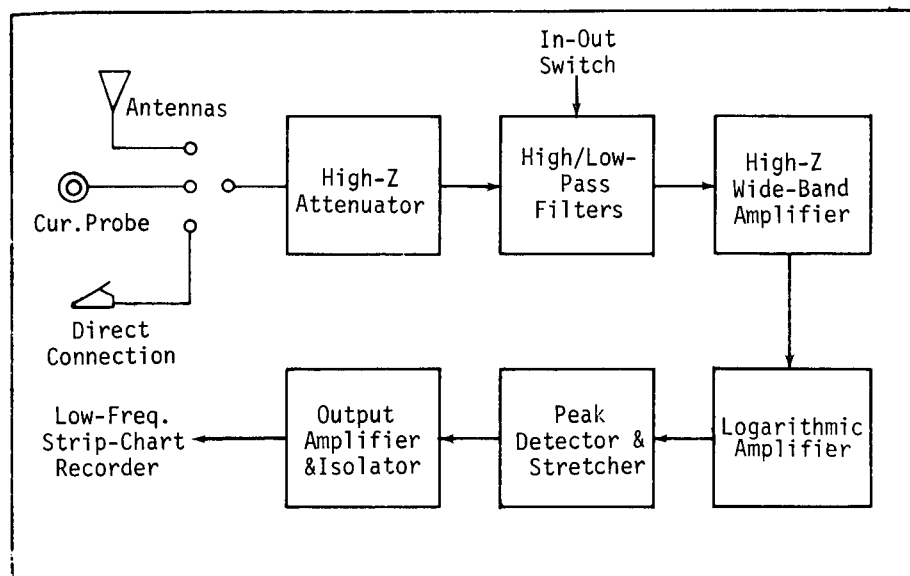 In-Out
Switch
Antennas
Cur.Probe
Direct
Connection
High-Z
Attenuator
High/Low-
Pass
Filters
High-Z
Wide-Band
Amplifier
Logarithmic
Amplifier
Peak
Detector &
Stretcher
Output
Amplifier
&Isolator
Low-Freq.
Strip-Chart
Recorder